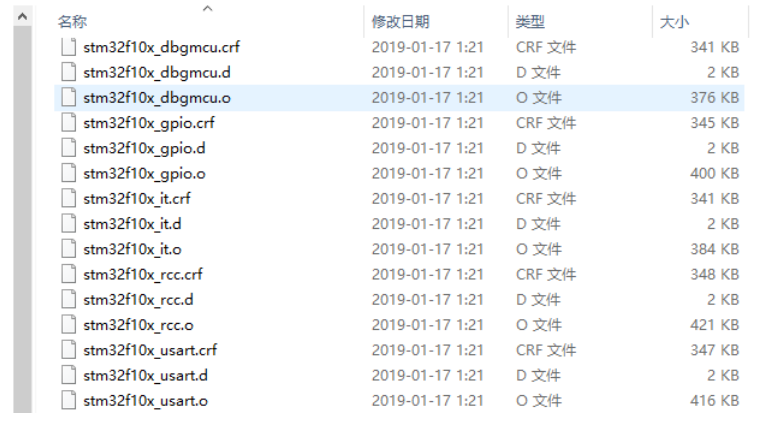 名称 修改日期 类型 大小
stm32f10x_dbgmcu.crf 2019-01-17 1:21 CRF 文件 341 KB
stm32f10x_dbgmcu.d 2019-01-17 1:21 D 文件 2 KB
stm32f10x_dbgmcu.o 2019-01-17 1:21 O 文件 376 KB
stm32f10x_gpio.crf 2019-01-17 1:21 CRF 文件 345 KB
stm32f10x_gpio.d 2019-01-17 1:21 D 文件 2 KB
stm32f10x_gpio.o 2019-01-17 1:21 O 文件 400 KB
stm32f10x_it.crf 2019-01-17 1:21 CRF 文件 341 KB
stm32f10x_it.d 2019-01-17 1:21 D 文件 2 KB
stm32f10x_it.o 2019-01-17 1:21 O 文件 384 KB
stm32f10x_rcc.crf 2019-01-17 1:21 CRF 文件 348 KB
stm32f10x_rcc.d 2019-01-17 1:21 D 文件 2 KB
stm32f10x_rcc.o 2019-01-17 1:21 O 文件 421 KB
stm32f10x_usart.crf 2019-01-17 1:21 CRF 文件 347 KB
stm32f10x_usart.d 2019-01-17 1:21 D 文件 2 KB
stm32f10x_usart.o 2019-01-17 1:21 O 文件 416 KB